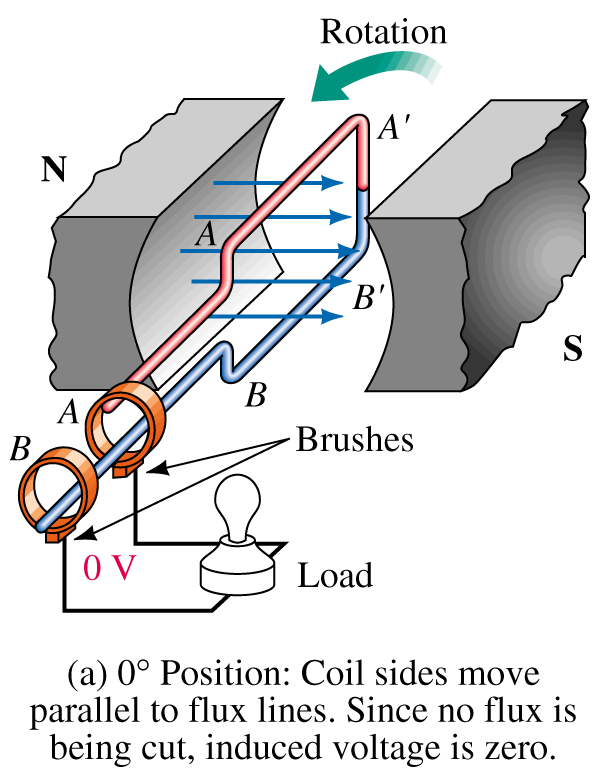 Rotation
A'
N
A
B'
S
B
A
B
Brushes
0 V
Load
(a) 0° Position: Coil sides move
parallel to flux lines. Since no flux is
being cut, induced voltage is zero.